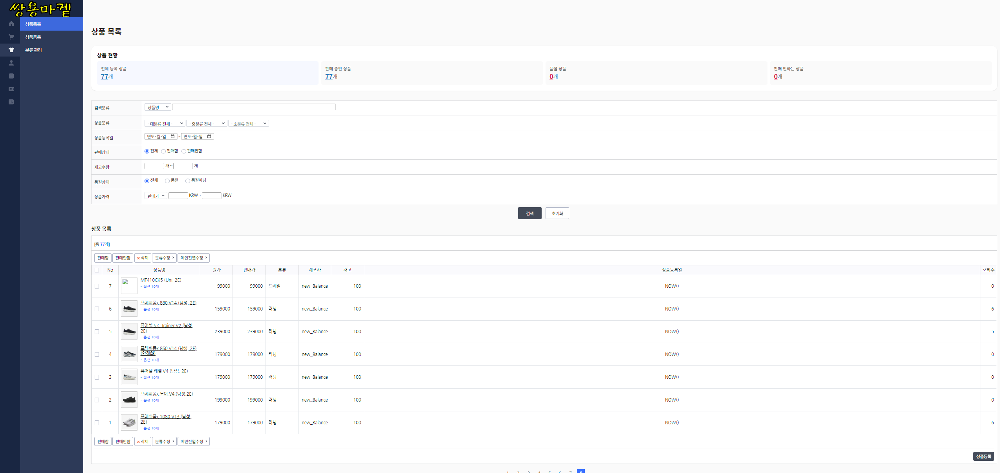 쌍용마켙
상품목록
상품등록
분류 관리
상품 목록
상품 현황
전체 등록 상품
77개
판매 중인 상품
77개
품절 상품
0개
판매 안하는 상품
0개
검색분류 상품명
상품분류 - 대분류 전체 - - 중분류 전체 - - 소분류 전체 -
상품등록일 연도-월-일 ~ 연도-월-일
판매상태 전체 판매함 판매안함
재고수량 개 ~ 개
품절상태 전체 품절 품절아님
상품가격 판매가 KRW ~ KRW
검색 초기화
상품 목록
[총 77개]
판매함 판매안함 × 삭제 분류수정 > 메인진열수정 >
No 상품명 원가 판매가 분류 제조사 재고 상품등록일 조회수
7 MT410CK5 (Uni, 2E) 99000 99000 트레일 new_Balance 100 NOW() 0
- 옵션 10개
6 프레쉬폼x 880 V14 (남성, 2E) 159000 159000 러닝 new_Balance 100 NOW() 6
- 옵션 10개
5 퓨어셀 S.C Trainer V2 (남성, 239000 239000 러닝 new_Balance 100 NOW() 5
2E)
- 옵션 10개
4 프레쉬폼x 860 V14 (남성, 2E) 179000 179000 러닝 new_Balance 100 NOW() 0
(안정화)
- 옵션 10개
3 퓨어셀 레벨 V4 (남성, 2E) 179000 179000 러닝 new_Balance 100 NOW() 0
- 옵션 10개
2 프레쉬폼x 모어 V4 (남성,2E) 199000 199000 러닝 new_Balance 100 NOW() 0
- 옵션 10개
1 프레쉬폼x 1080 V13 (남성, 179000 179000 러닝 new_Balance 100 NOW() 6
2E)
- 옵션 10개
판매함 판매안함 × 삭제 분류수정 > 메인진열수정 >
상품등록
1 2 3 4 5 6 7 8